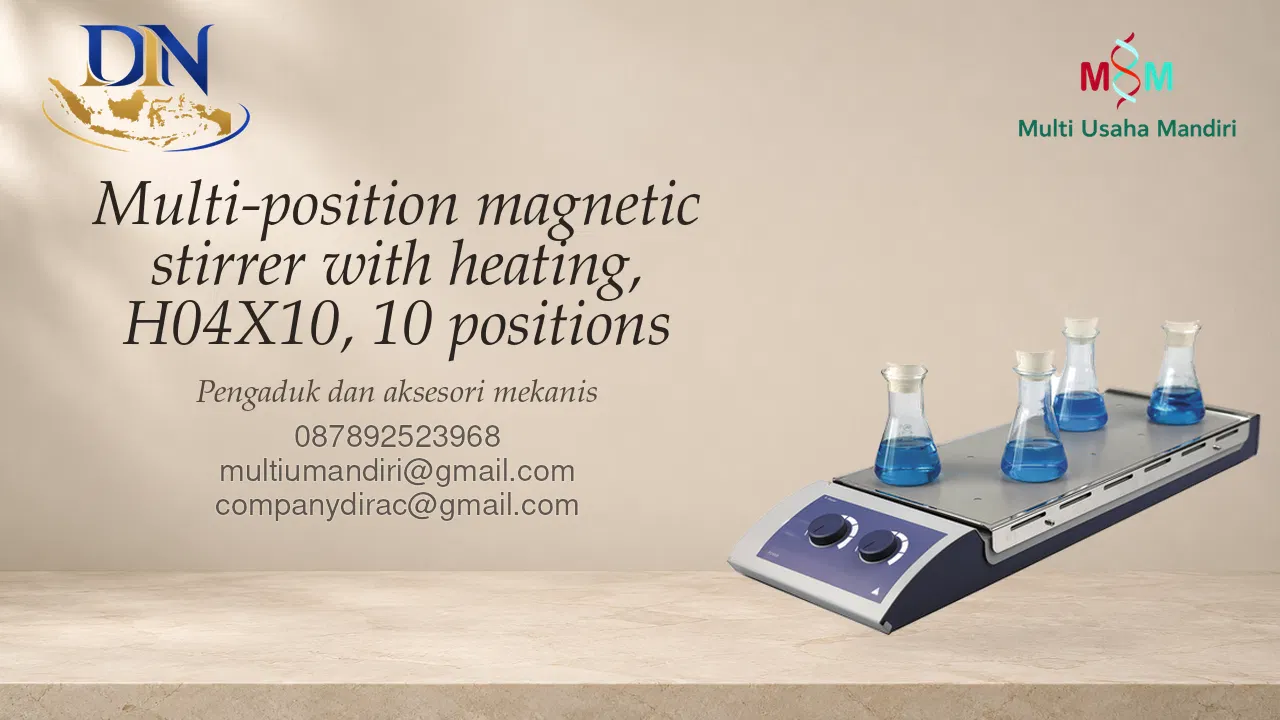 DIN
M M
Multi Usaha Mandiri
Multi-position magnetic
stirrer with heating,
H04X10, 10 positions
Pengaduk dan aksesori mekanis
087892523968
multiumandiri@gmail.com
companydirac@gmail.com